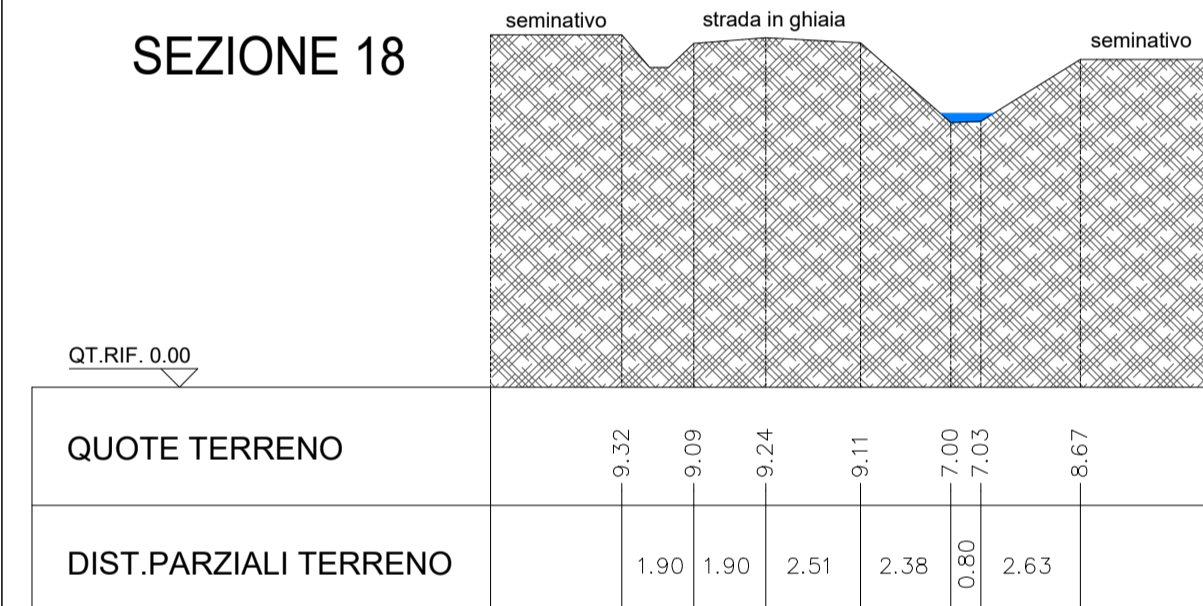 seminativo
strada in ghiaia
seminativo
SEZIONE 18
QT.RIF. 0.00
QUOTE TERRENO
9.32
9.09
9.24
9.11
7.00
7.03
8.67
DIST.PARZIALI TERRENO
1.90
1.90
2.51
2.38
0.80
2.63